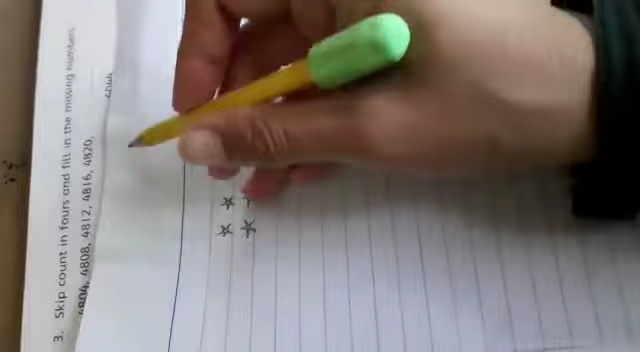 3. Skip count in fours and fill in the missing numbers
4804, 4808, 4812, 4816, 4820,